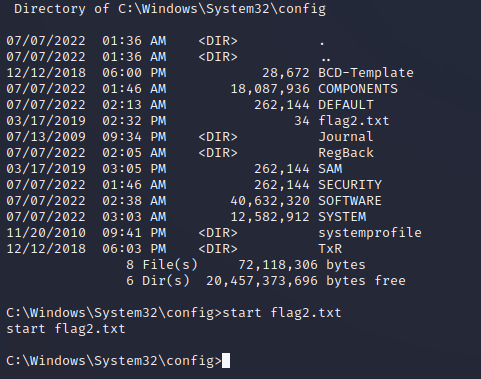 Directory of C:\Windows\System32\config
07/07/2022  01:36 AM    <DIR>          .
07/07/2022  01:36 AM    <DIR>          ..
12/12/2018  06:00 PM            28,672 BCD-Template
07/07/2022  01:46 AM        18,087,936 COMPONENTS
07/07/2022  02:13 AM           262,144 DEFAULT
03/17/2019  02:32 PM                34 flag2.txt
07/13/2009  09:34 PM    <DIR>          Journal
07/07/2022  02:05 AM    <DIR>          RegBack
03/17/2019  03:05 PM           262,144 SAM
07/07/2022  01:46 AM           262,144 SECURITY
07/07/2022  02:38 AM        40,632,320 SOFTWARE
07/07/2022  03:03 AM        12,582,912 SYSTEM
11/20/2010  09:41 PM    <DIR>          systemprofile
12/12/2018  06:03 PM    <DIR>          TxR
8 File(s)     72,118,306 bytes
6 Dir(s)  20,457,373,696 bytes free
C:\Windows\System32\config>start flag2.txt
start flag2.txt
C:\Windows\System32\config>